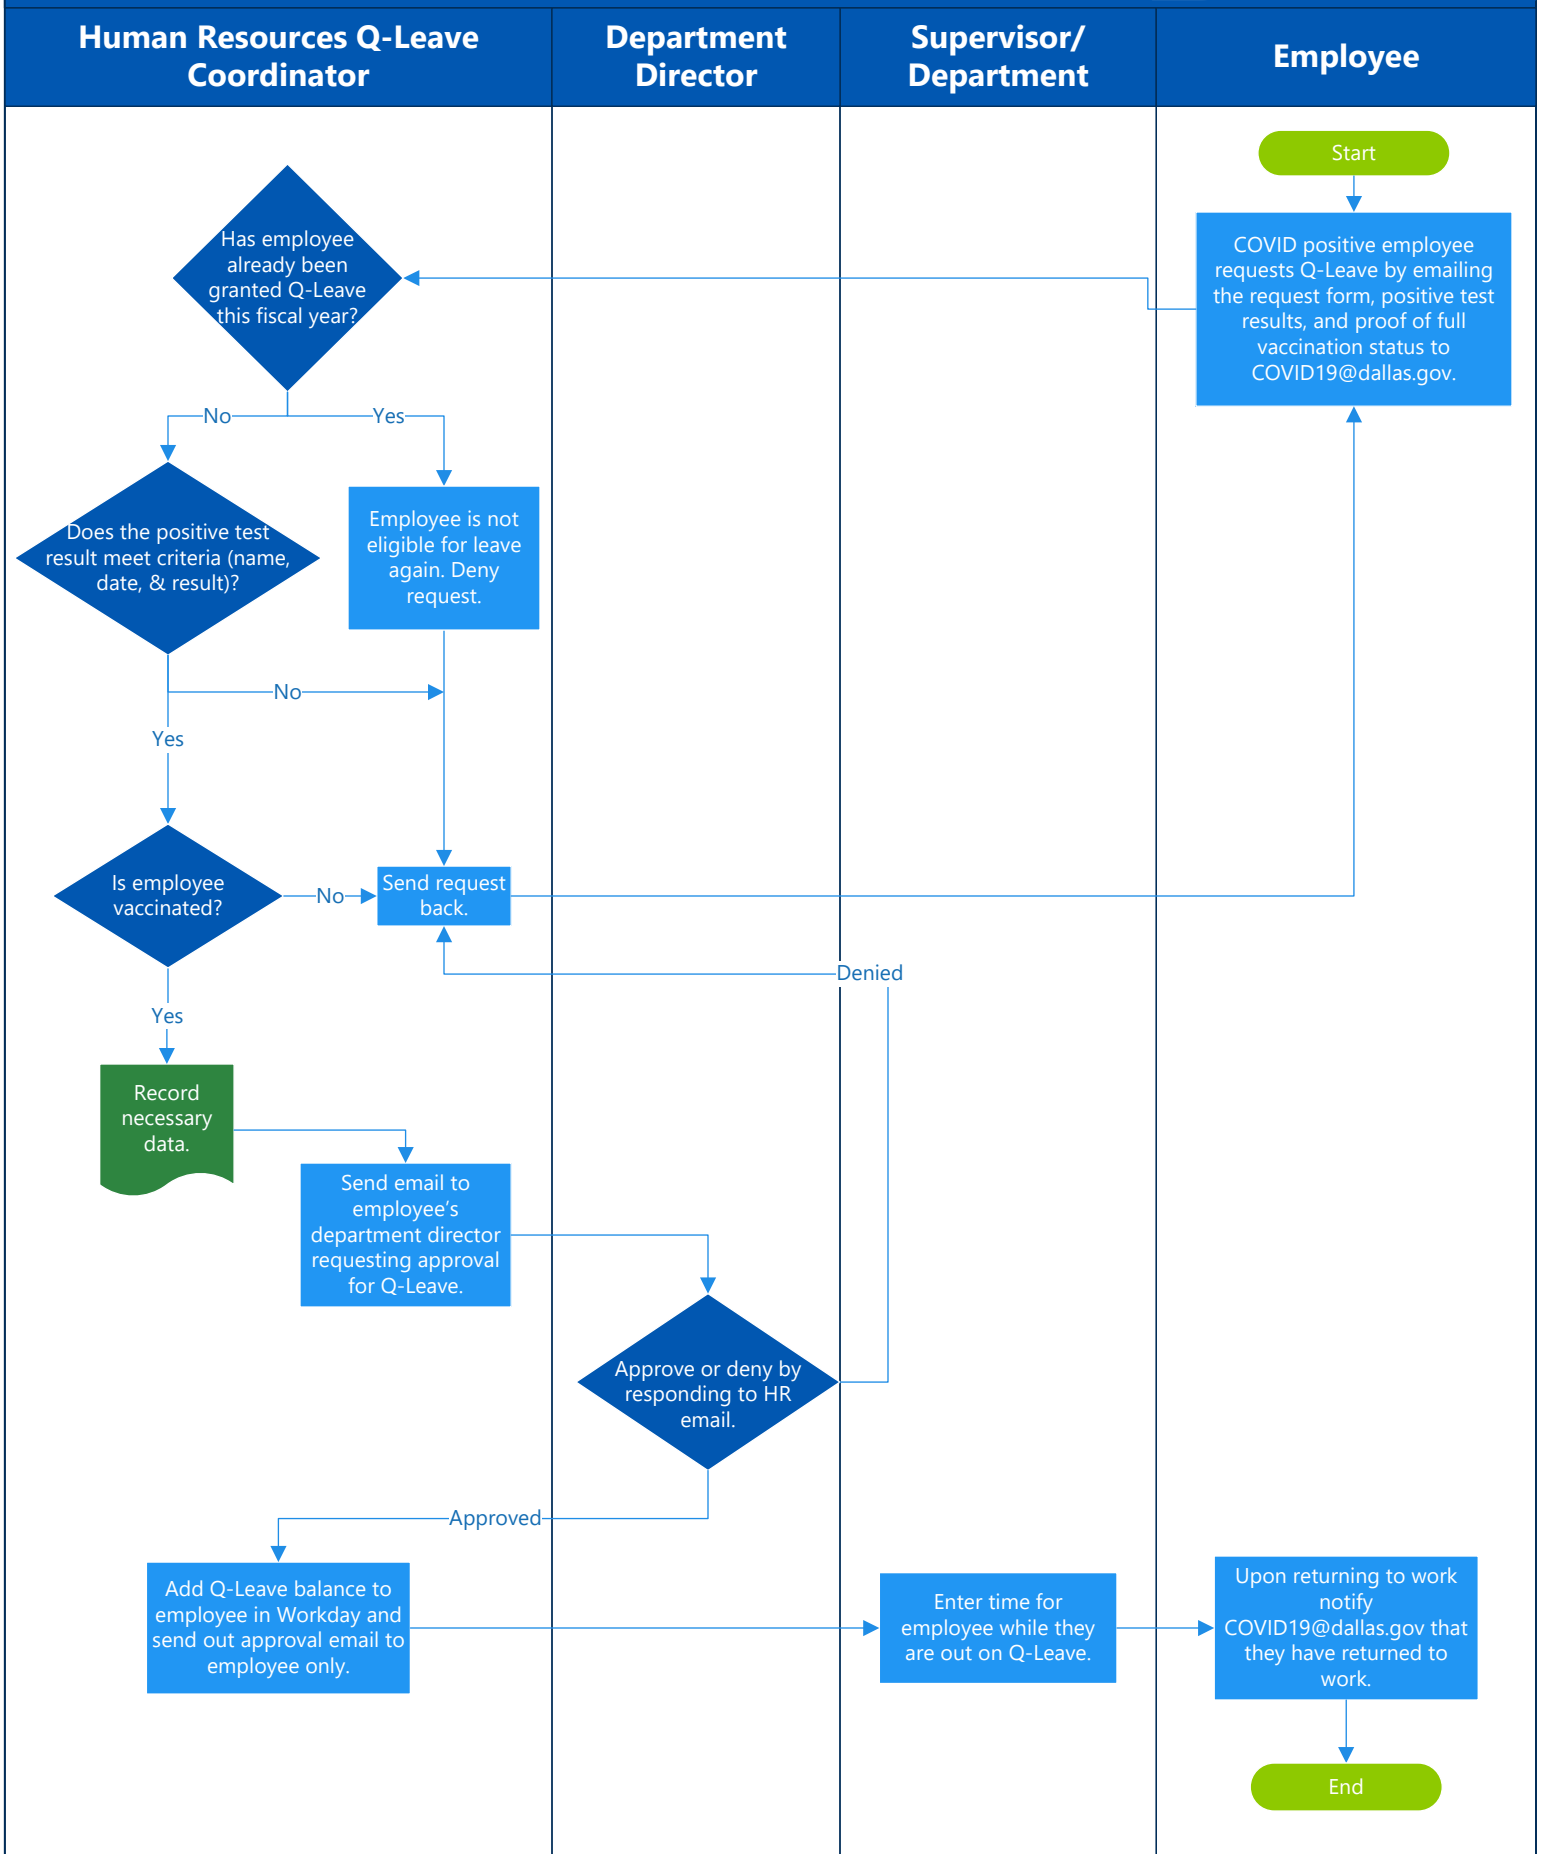 Human Resources Q-Leave
Coordinator
Department
Director
Supervisor/
Department
Employee
Start
COVID positive employee
requests Q-Leave by emailing
the request form, positive test
results, and proof of full
vaccination status to
COVID19@dallas.gov.
Has employee
already been
granted Q-Leave
this fiscal year?
No
Yes
Does the positive test
result meet criteria (name,
date, & result)?
Employee is not
eligible for leave
again. Deny
request.
No
Yes
Is employee
vaccinated?
No
Send request
back.
Denied
Yes
Record
necessary
data.
Send email to
employee’s
department director
requesting approval
for Q-Leave.
Approve or deny by
responding to HR
email.
Approved
Add Q-Leave balance to
employee in Workday and
send out approval email to
employee only.
Enter time for
employee while they
are out on Q-Leave.
Upon returning to work
notify
COVID19@dallas.gov that
they have returned to
work.
End